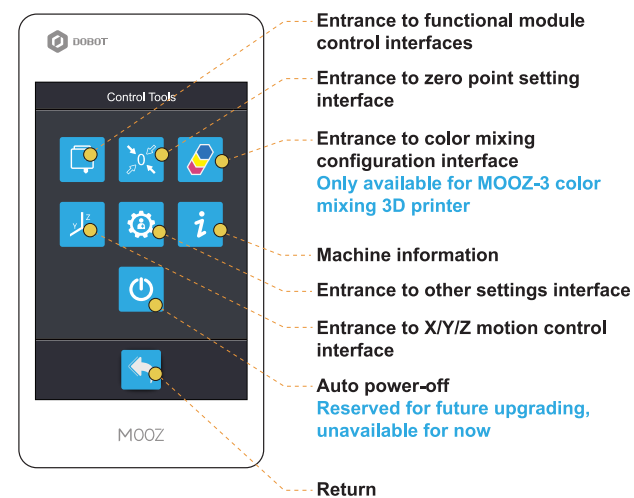 DOBOT
Control Tools
0
Y Z
i
MOOZ
Entrance to functional module
control interfaces
Entrance to zero point setting
interface
Entrance to color mixing
configuration interface
Only available for MOOZ-3 color
mixing 3D printer
Machine information
Entrance to other settings interface
Entrance to X/Y/Z motion control
interface
Auto power-off
Reserved for future upgrading,
unavailable for now
Return